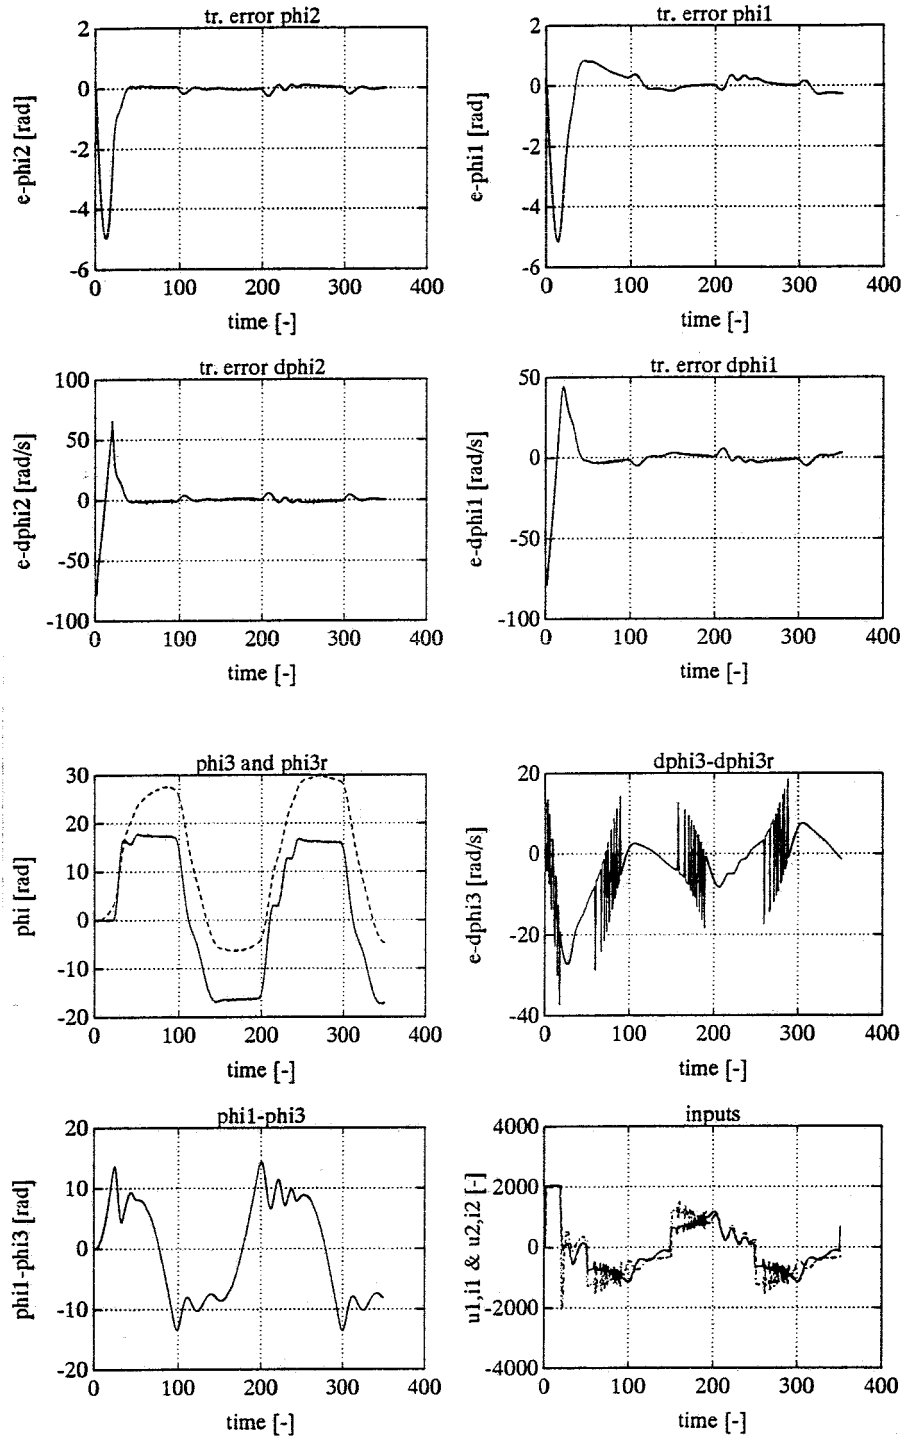 tr. error phi2
2
0
-2
-4
-6
e-phi2 [rad]
0 100 200 300 400
time [-]
tr. error phi1
2
0
-2
-4
-6
e-phi1 [rad]
0 100 200 300 400
time [-]
tr. error dphi2
100
50
0
-50
-100
e-dphi2 [rad/s]
0 100 200 300 400
time [-]
tr. error dphi1
50
0
-50
-100
e-dphi1 [rad/s]
0 100 200 300 400
time [-]
phi3 and phi3r
30
20
10
0
-10
-20
phi [rad]
0 100 200 300 400
time [-]
dphi3-dphi3r
20
0
-20
-40
e-dphi3 [rad/s]
0 100 200 300 400
time [-]
phi1-phi3
20
10
0
-10
-20
phi1-phi3 [rad]
0 100 200 300 400
time [-]
inputs
4000
2000
0
-2000
-4000
u1,i1 & u2,i2 [-]
0 100 200 300 400
time [-]